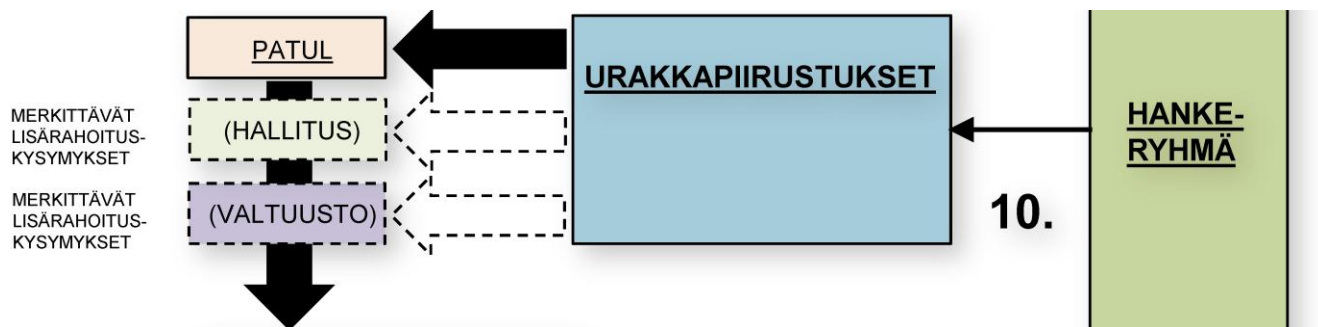 PATUL
MERKITTÄVÄT
LISÄRAHOITUS-
KYSYMYKSET
(HALLITUS)
MERKITTÄVÄT
LISÄRAHOITUS-
KYSYMYKSET
(VALTUUSTO)
URAKKAPIIRUSTUKSET
10.
HANKE-
RYHMÄ